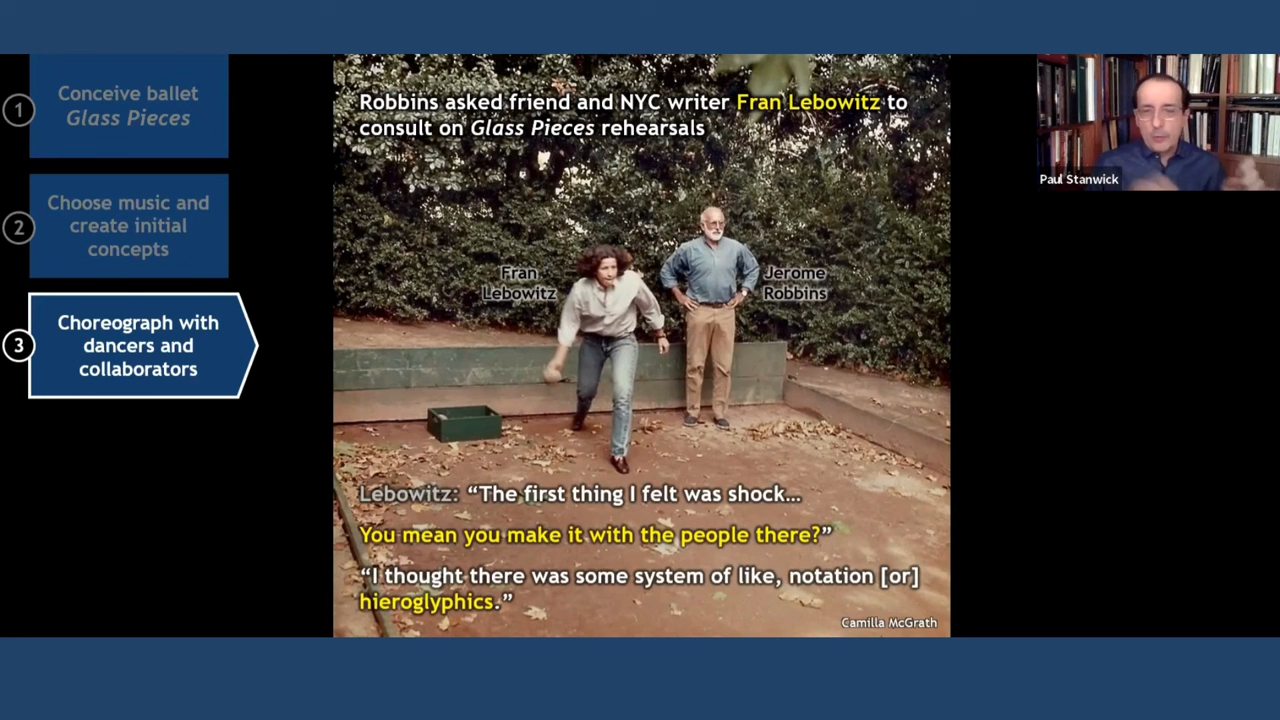 1
Conceive ballet
Glass Pieces
2
Choose music and
create initial
concepts
3
Choreograph with
dancers and
collaborators
Robbins asked friend and NYC writer Fran Lebowitz to
consult on Glass Pieces rehearsals
Fran
Lebowitz
Jerome
Robbins
Lebowitz: “The first thing I felt was shock...
You mean you make it with the people there?”
“I thought there was some system of like, notation [or]
hieroglyphics.”
Camilla McGrath
Paul Stanwick